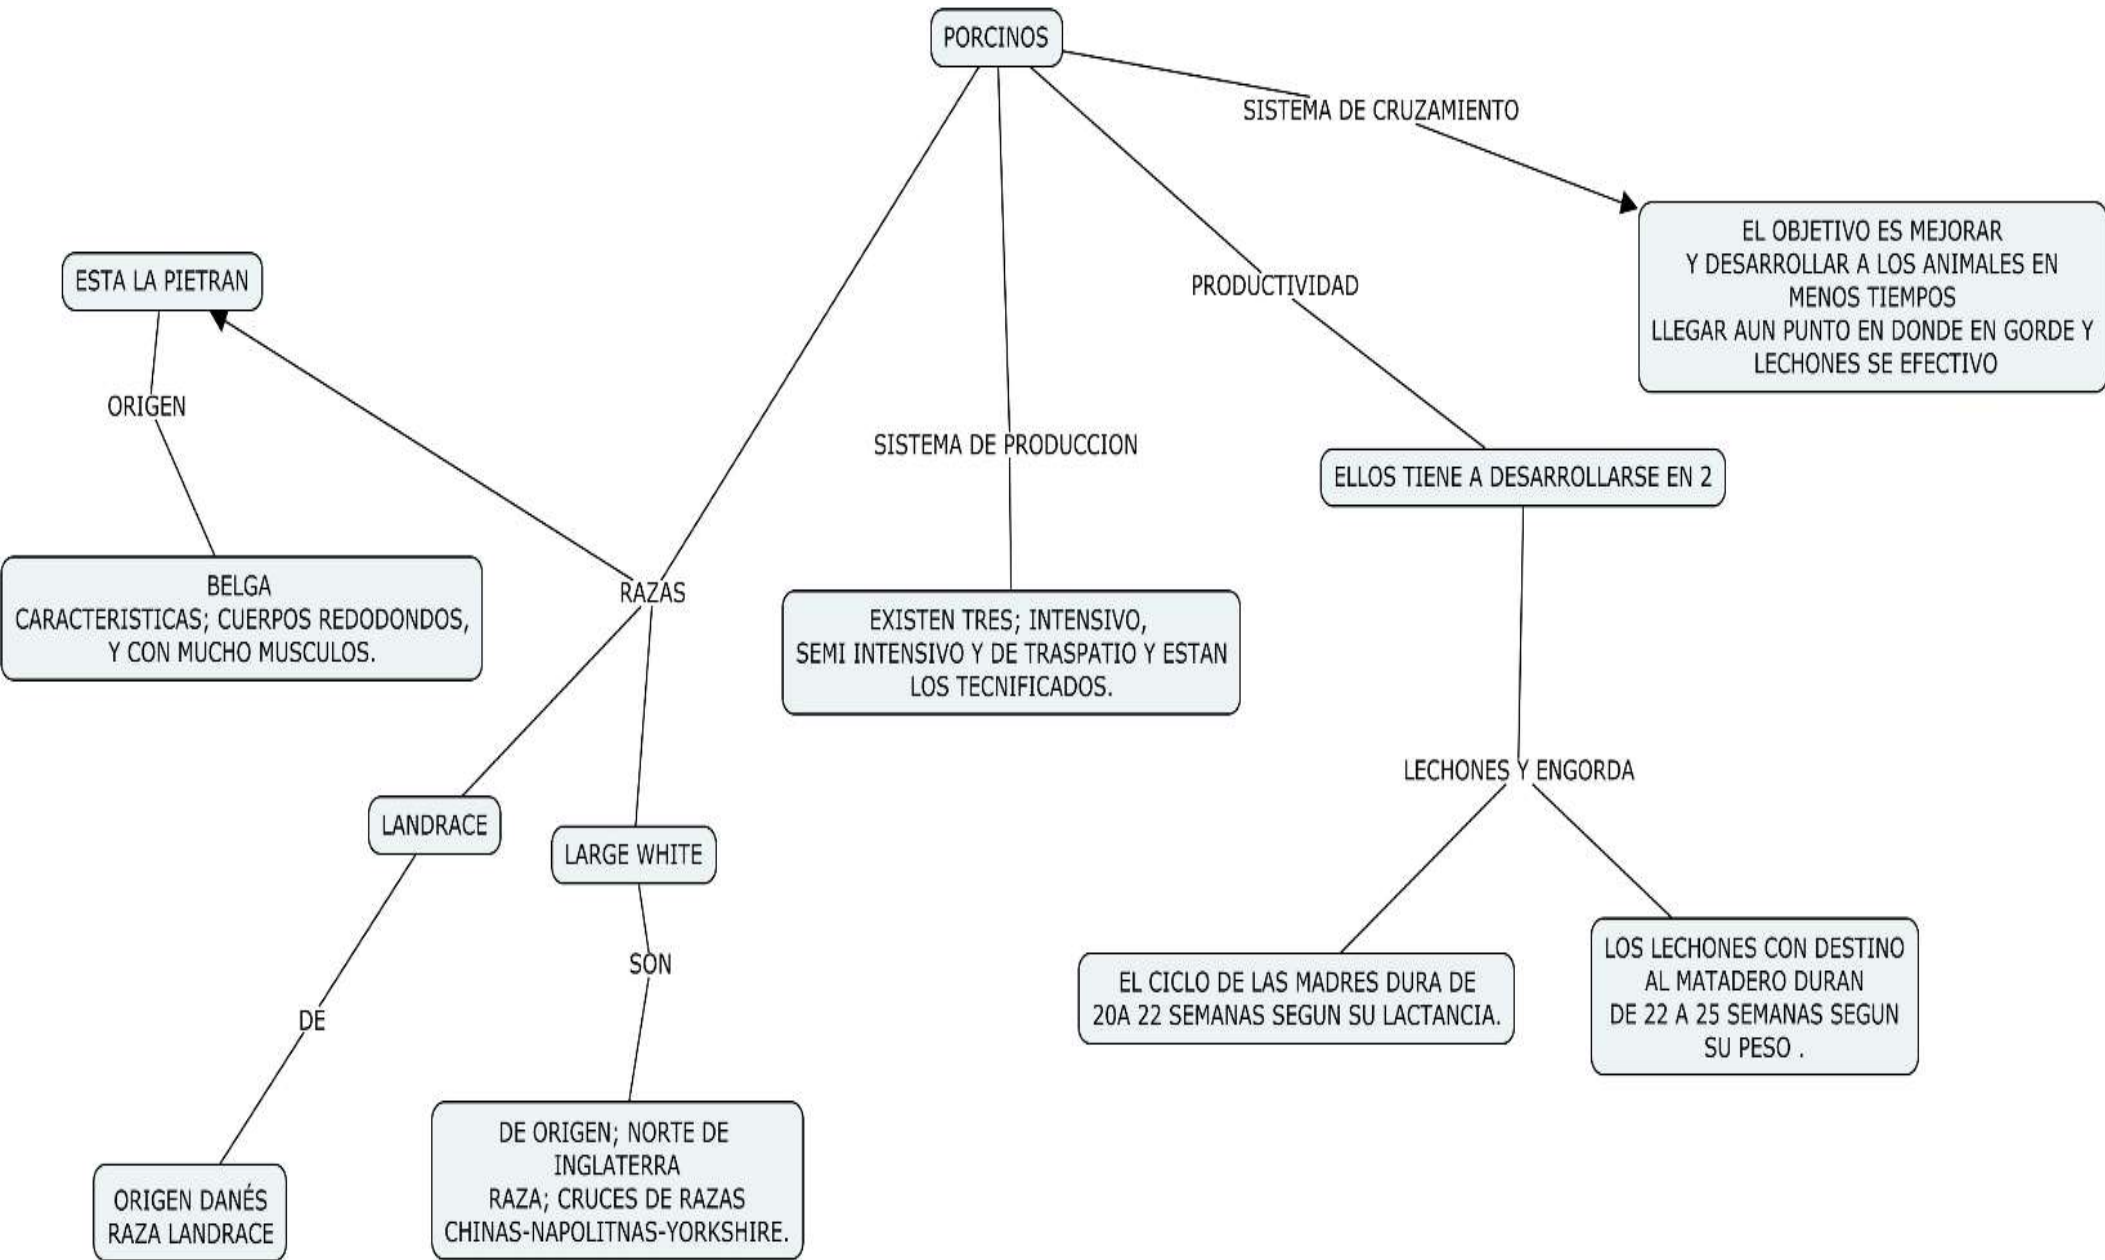 PORCINOS
SISTEMA DE CRUZAMIENTO
EL OBJETIVO ES MEJORAR
Y DESARROLLAR A LOS ANIMALES EN
MENOS TIEMPOS
LLEGAR AUN PUNTO EN DONDE EN GORDE Y
LECHONES SE EFECTIVO
ESTA LA PIETRAN
PRODUCTIVIDAD
ORIGEN
SISTEMA DE PRODUCCION
ELLOS TIENE A DESARROLLARSE EN 2
BELGA
CARACTERISTICAS; CUERPOS REDODONDOS,
Y CON MUCHO MUSCULOS.
RAZAS
EXISTEN TRES; INTENSIVO,
SEMI INTENSIVO Y DE TRASPATIO Y ESTAN
LOS TECNIFICADOS.
LECHONES Y ENGORDA
LANDRACE
LARGE WHITE
SON
EL CICLO DE LAS MADRES DURA DE
20A 22 SEMANAS SEGUN SU LACTANCIA.
LOS LECHONES CON DESTINO
AL MATADERO DURAN
DE 22 A 25 SEMANAS SEGUN
SU PESO .
DE
ORIGEN DANÉS
RAZA LANDRACE
DE ORIGEN; NORTE DE
INGLATERRA
RAZA; CRUCES DE RAZAS
CHINAS-NAPOLITNAS-YORKSHIRE.